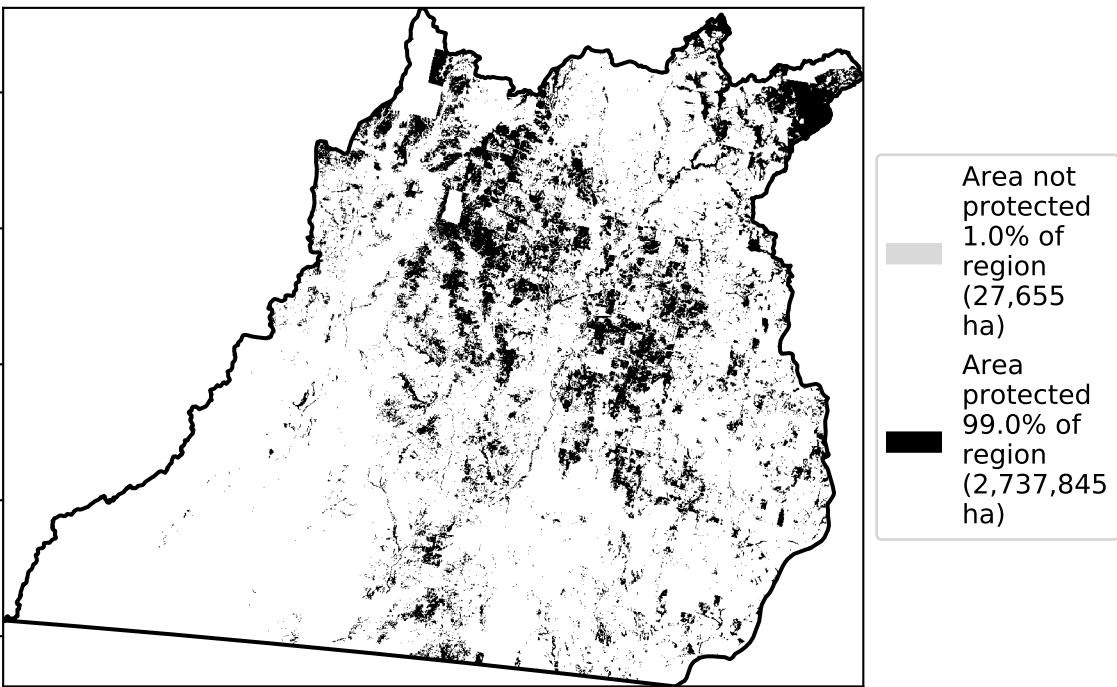 Area not
protected
1.0% of
region
(27,655
ha)
Area
protected
99.0% of
region
(2,737,845
ha)